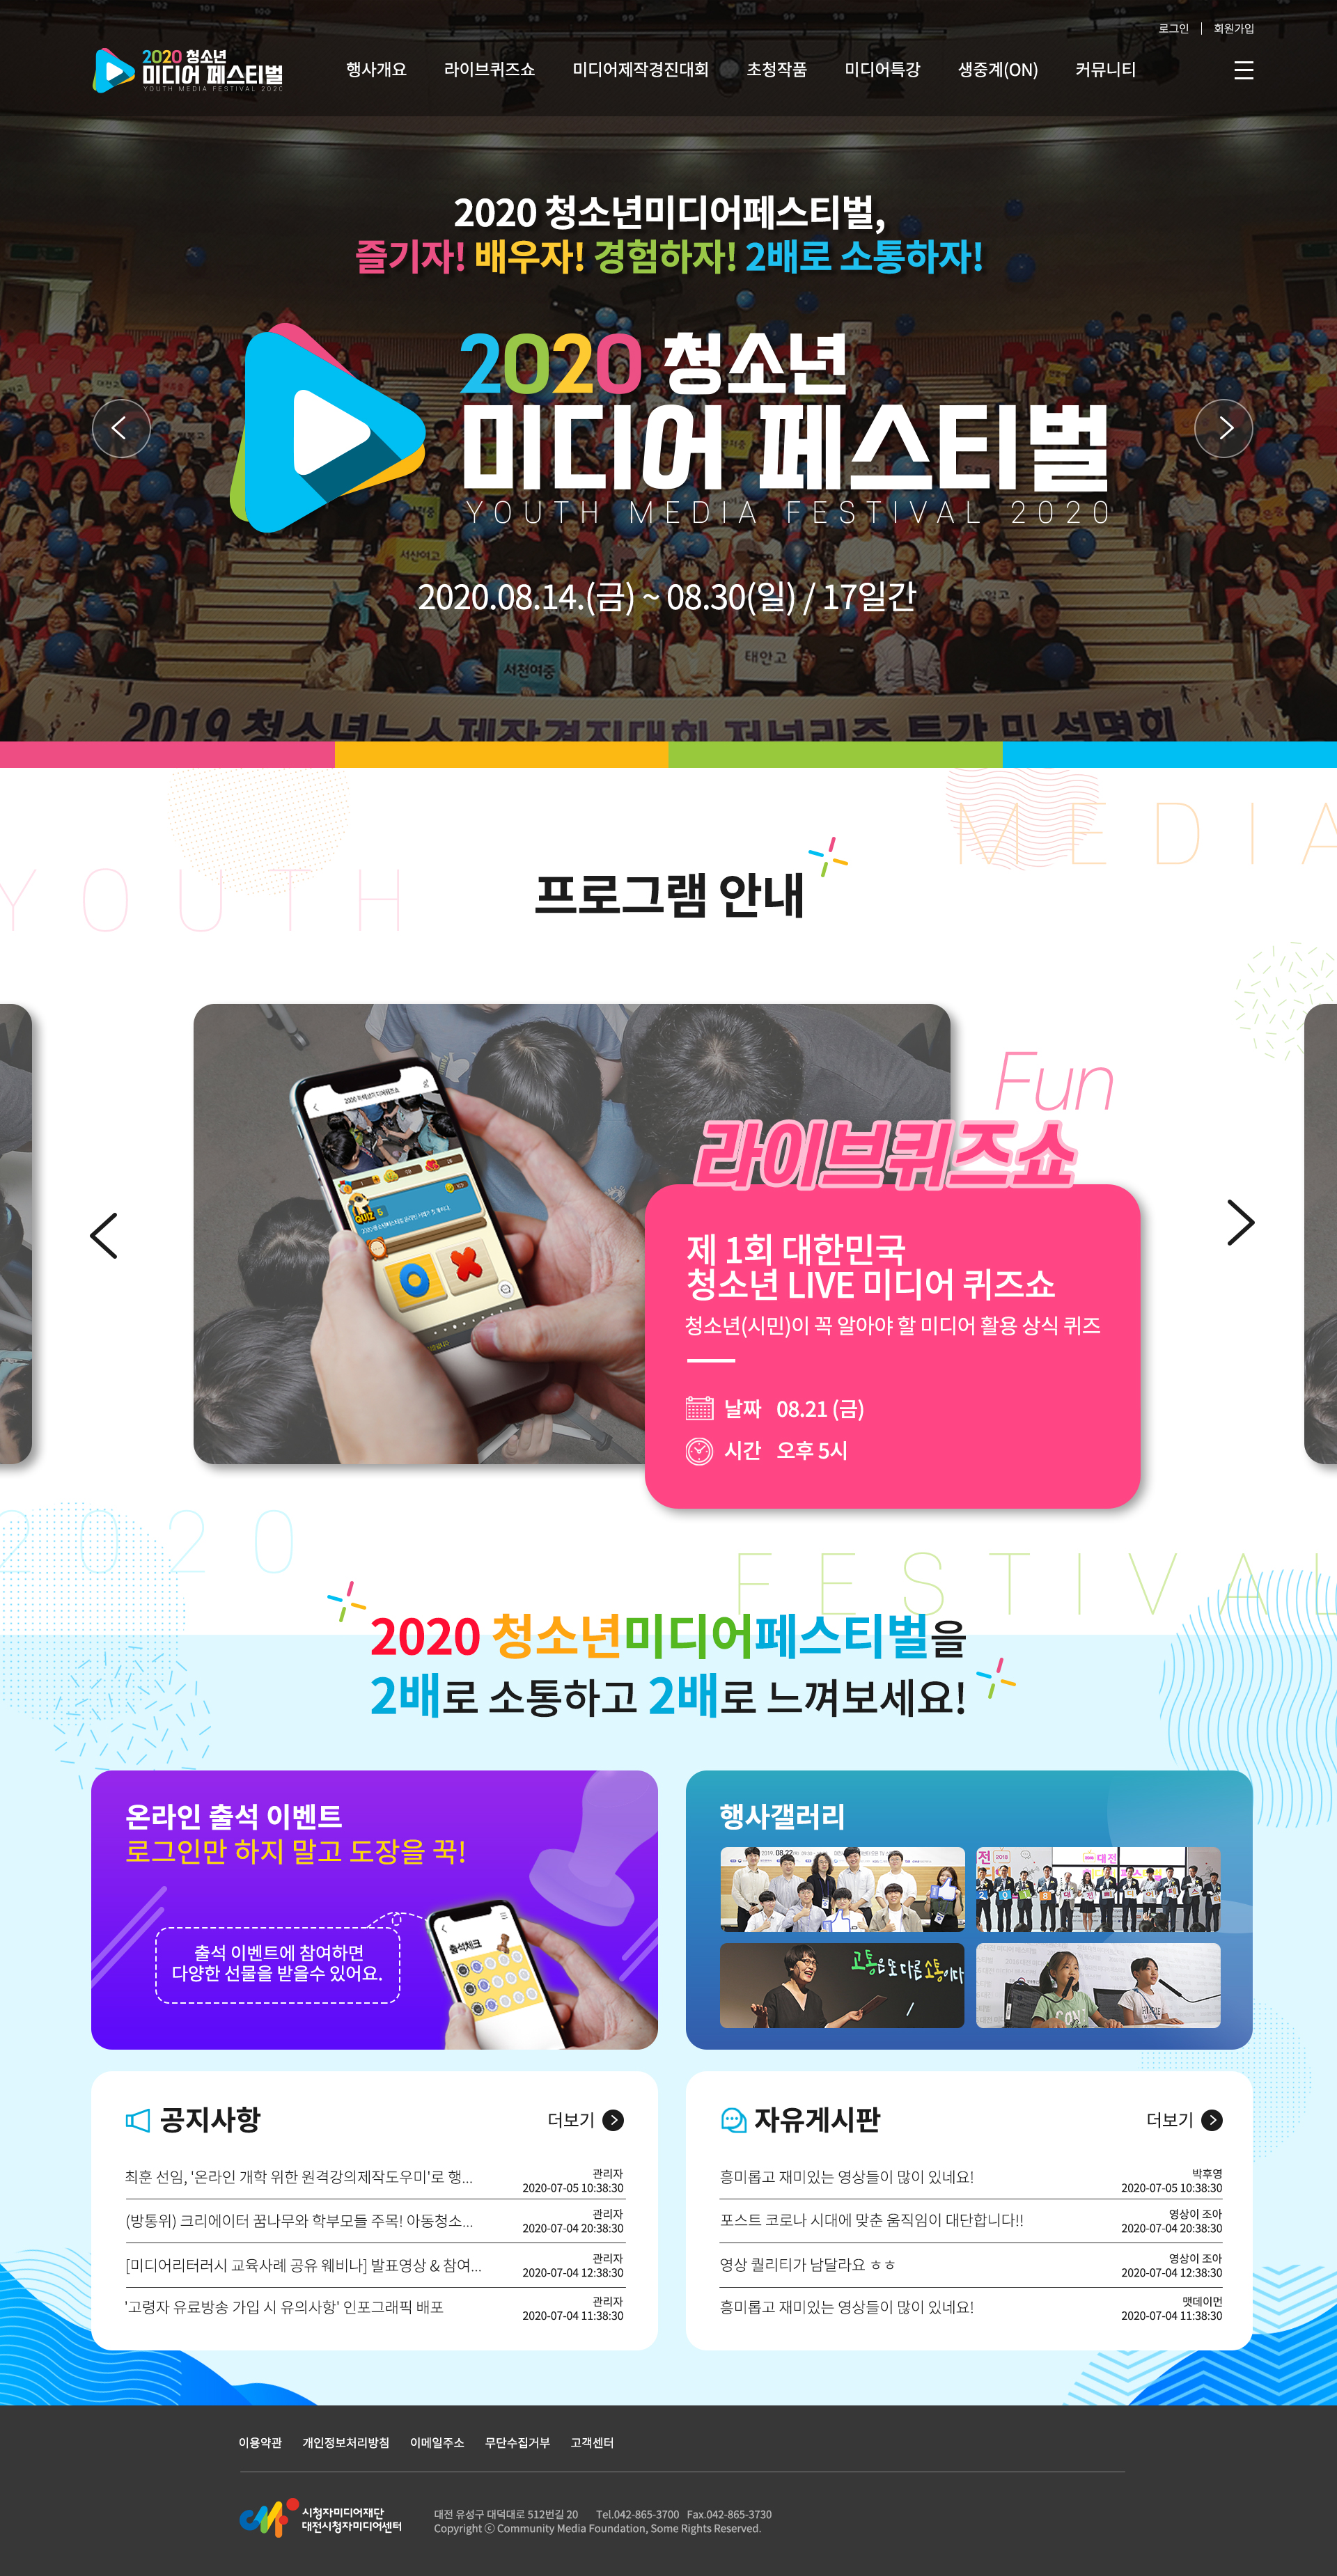 로그인 | 회원가입
2020 청소년
미디어 페스티벌
YOUTH MEDIA FESTIVAL 2020
행사개요 라이브퀴즈쇼 미디어제작경진대회 초청작품 미디어특강 생중계(ON) 커뮤니티
2020 청소년미디어페스티벌,
즐기자! 배우자! 경험하자! 2배로 소통하자!
2020 청소년
미디어 페스티벌
YOUTH MEDIA FESTIVAL 2020
서산여고
2020.08.14.(금) ~ 08.30(일) / 17일간
서천여중
태안고
2019 청소년뉴스제작경진대회 저널리즘 특강 및 설명회
MEDIA
YOUTH
프로그램 안내
Fun
라이브퀴즈쇼
QUIZ 5
제 1회 대한민국
청소년 LIVE 미디어 퀴즈쇼
청소년(시민)이 꼭 알아야 할 미디어 활용 상식 퀴즈
날짜 08.21 (금)
시간 오후 5시
2020
FESTIVAL
2020 청소년미디어페스티벌을
2배로 소통하고 2배로 느껴보세요!
온라인 출석 이벤트
로그인만 하지 말고 도장을 꾹!
출석 이벤트에 참여하면
다양한 선물을 받을수 있어요.
출석체크
행사갤러리
고통은 또 다른 소통이다
공지사항
더보기
최훈 선임, '온라인 개학 위한 원격강의제작도우미'로 행...
관리자
2020-07-05 10:38:30
(방통위) 크리에이터 꿈나무와 학부모들 주목! 아동청소...
관리자
2020-07-04 20:38:30
[미디어리터러시 교육사례 공유 웨비나] 발표영상 & 참여...
관리자
2020-07-04 12:38:30
'고령자 유료방송 가입 시 유의사항' 인포그래픽 배포
관리자
2020-07-04 11:38:30
자유게시판
더보기
흥미롭고 재미있는 영상들이 많이 있네요!
박후영
2020-07-05 10:38:30
포스트 코로나 시대에 맞춘 움직임이 대단합니다!!
영상이 조아
2020-07-04 20:38:30
영상 퀄리티가 남달라요 ㅎㅎ
영상이 조아
2020-07-04 12:38:30
흥미롭고 재미있는 영상들이 많이 있네요!
맷데이먼
2020-07-04 11:38:30
이용약관 개인정보처리방침 이메일주소 무단수집거부 고객센터
시청자미디어재단
대전시청자미디어센터
대전 유성구 대덕대로 512번길 20 Tel.042-865-3700 Fax.042-865-3730
Copyright ⓒ Community Media Foundation, Some Rights Reserved.